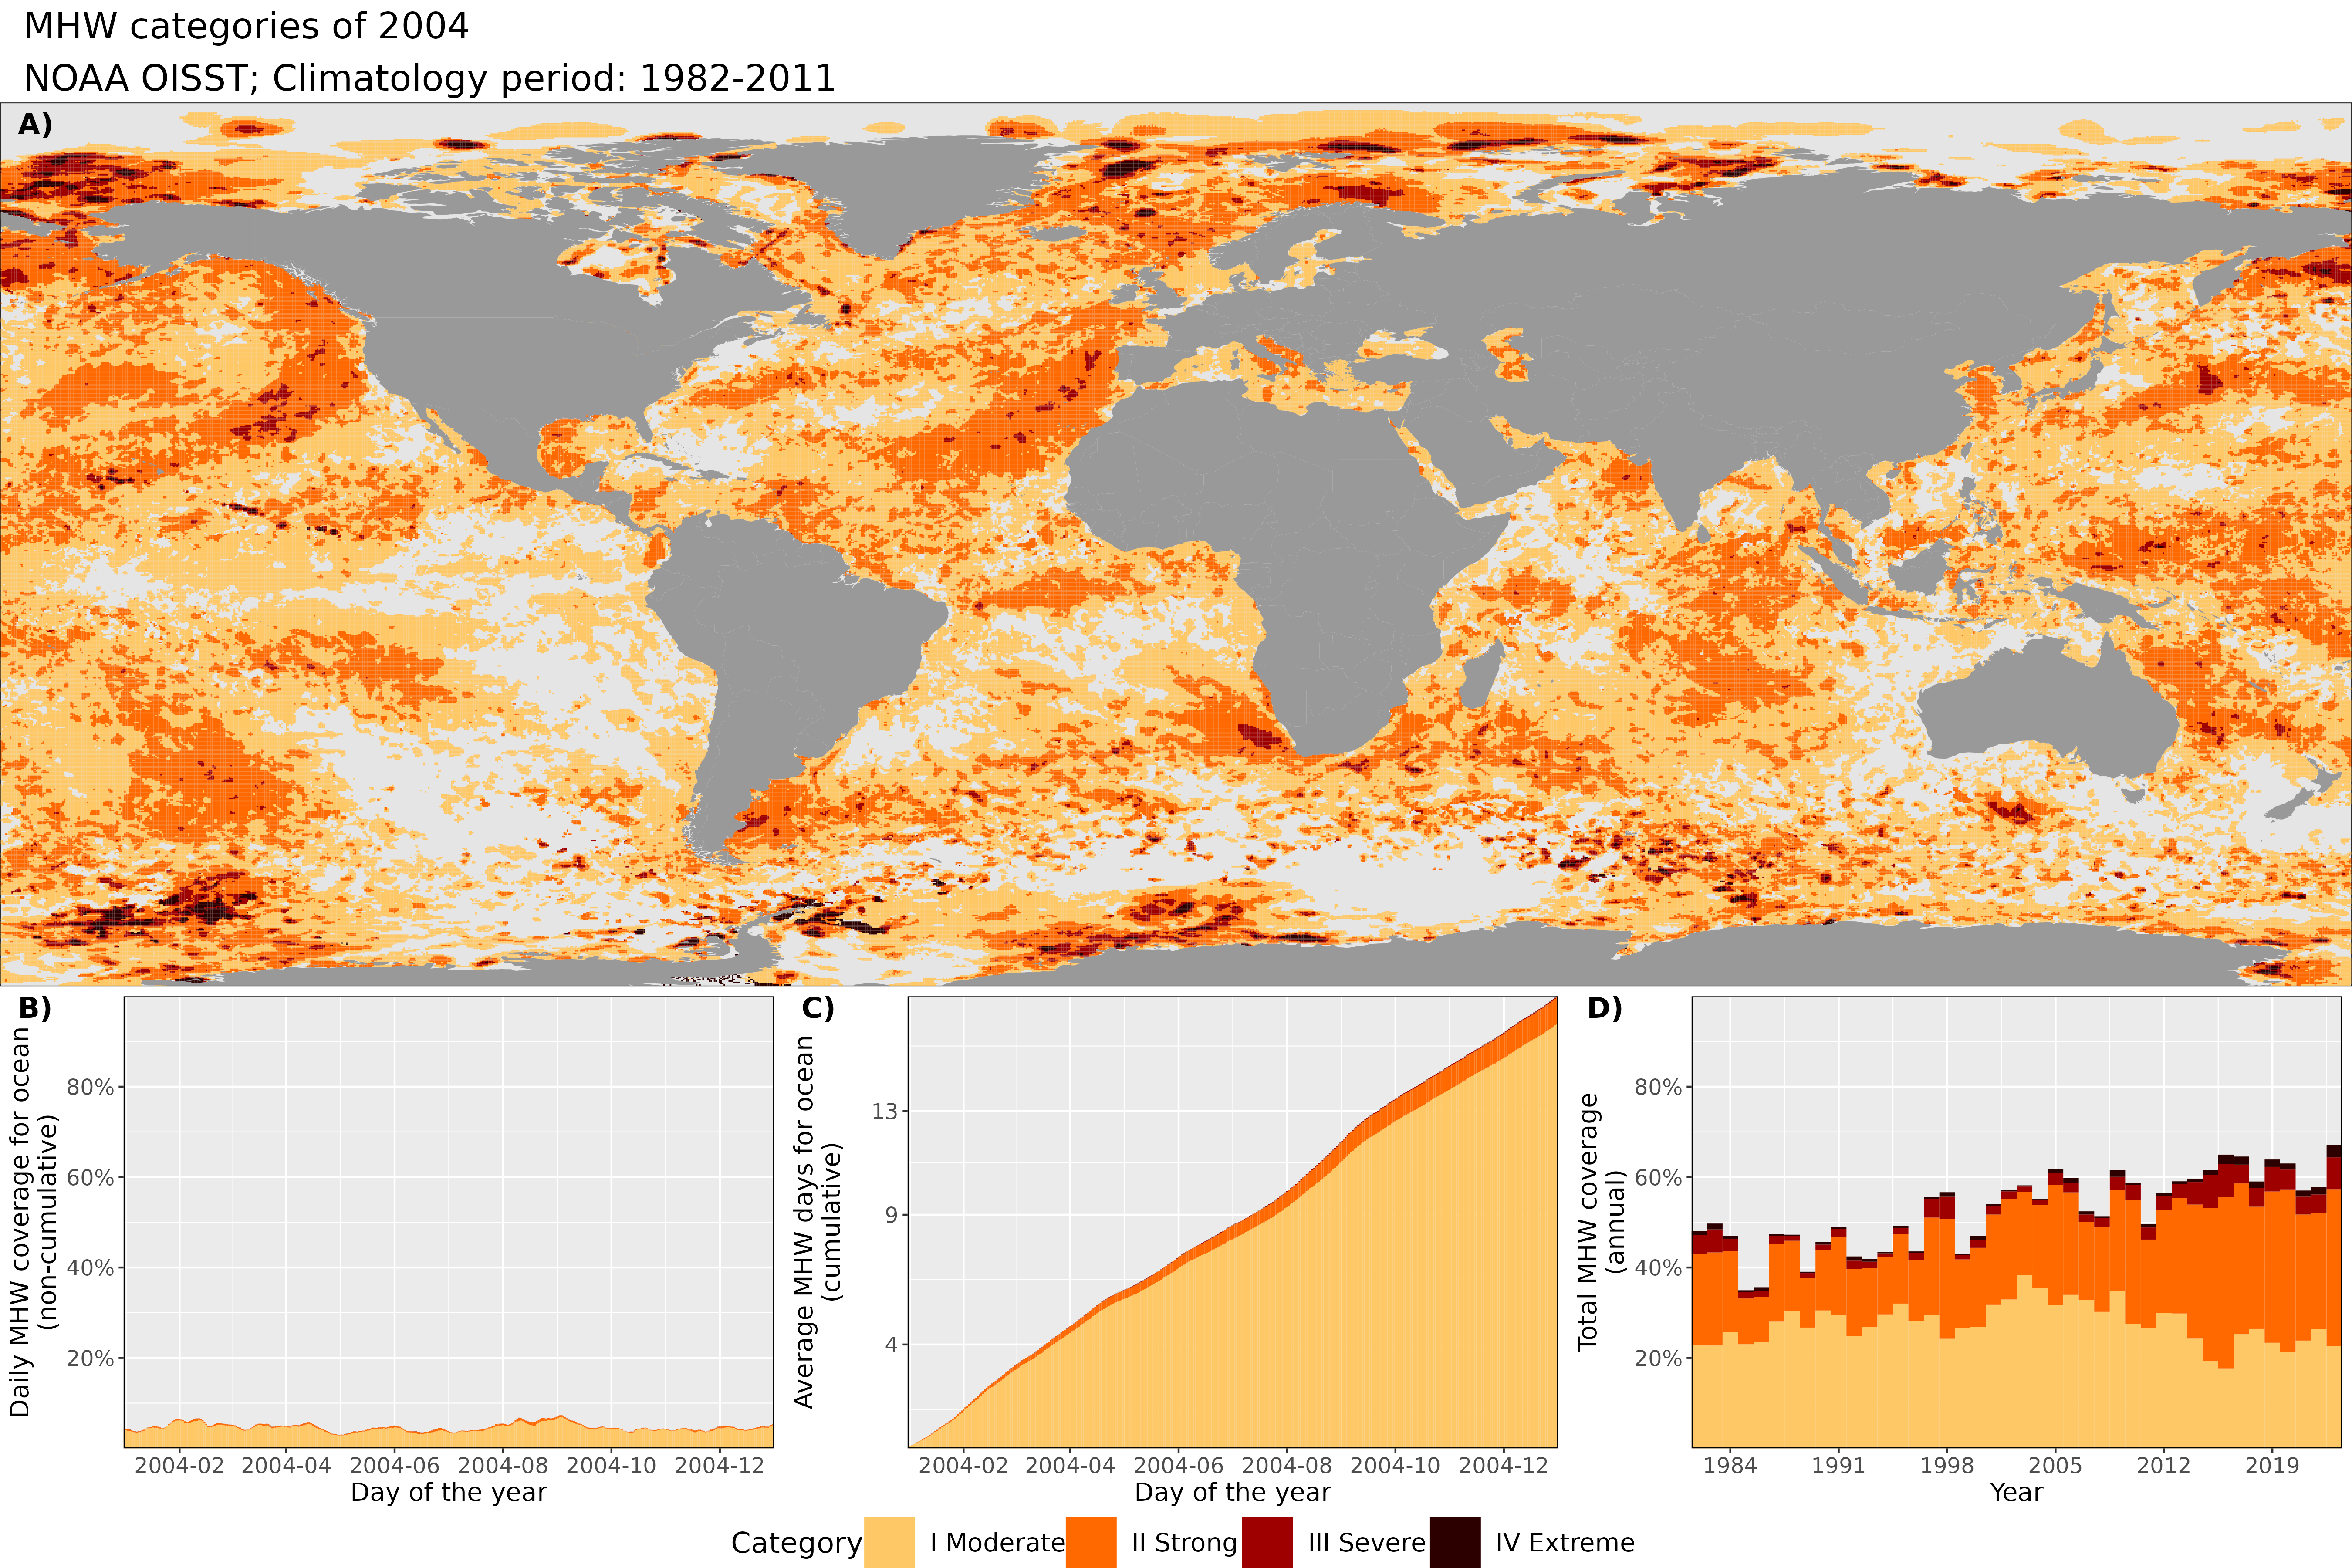 MHW categories of 2004
NOAA OISST; Climatology period: 1982-2011
A)
B)
Daily MHW coverage for ocean
(non-cumulative)
80%
60%
40%
20%
2004-02 2004-04 2004-06 2004-08 2004-10 2004-12
Day of the year
C)
Average MHW days for ocean
(cumulative)
13
9
4
2004-02 2004-04 2004-06 2004-08 2004-10 2004-12
Day of the year
D)
Total MHW coverage
(annual)
80%
60%
40%
20%
1984 1991 1998 2005 2012 2019
Year
Category I Moderate II Strong III Severe IV Extreme